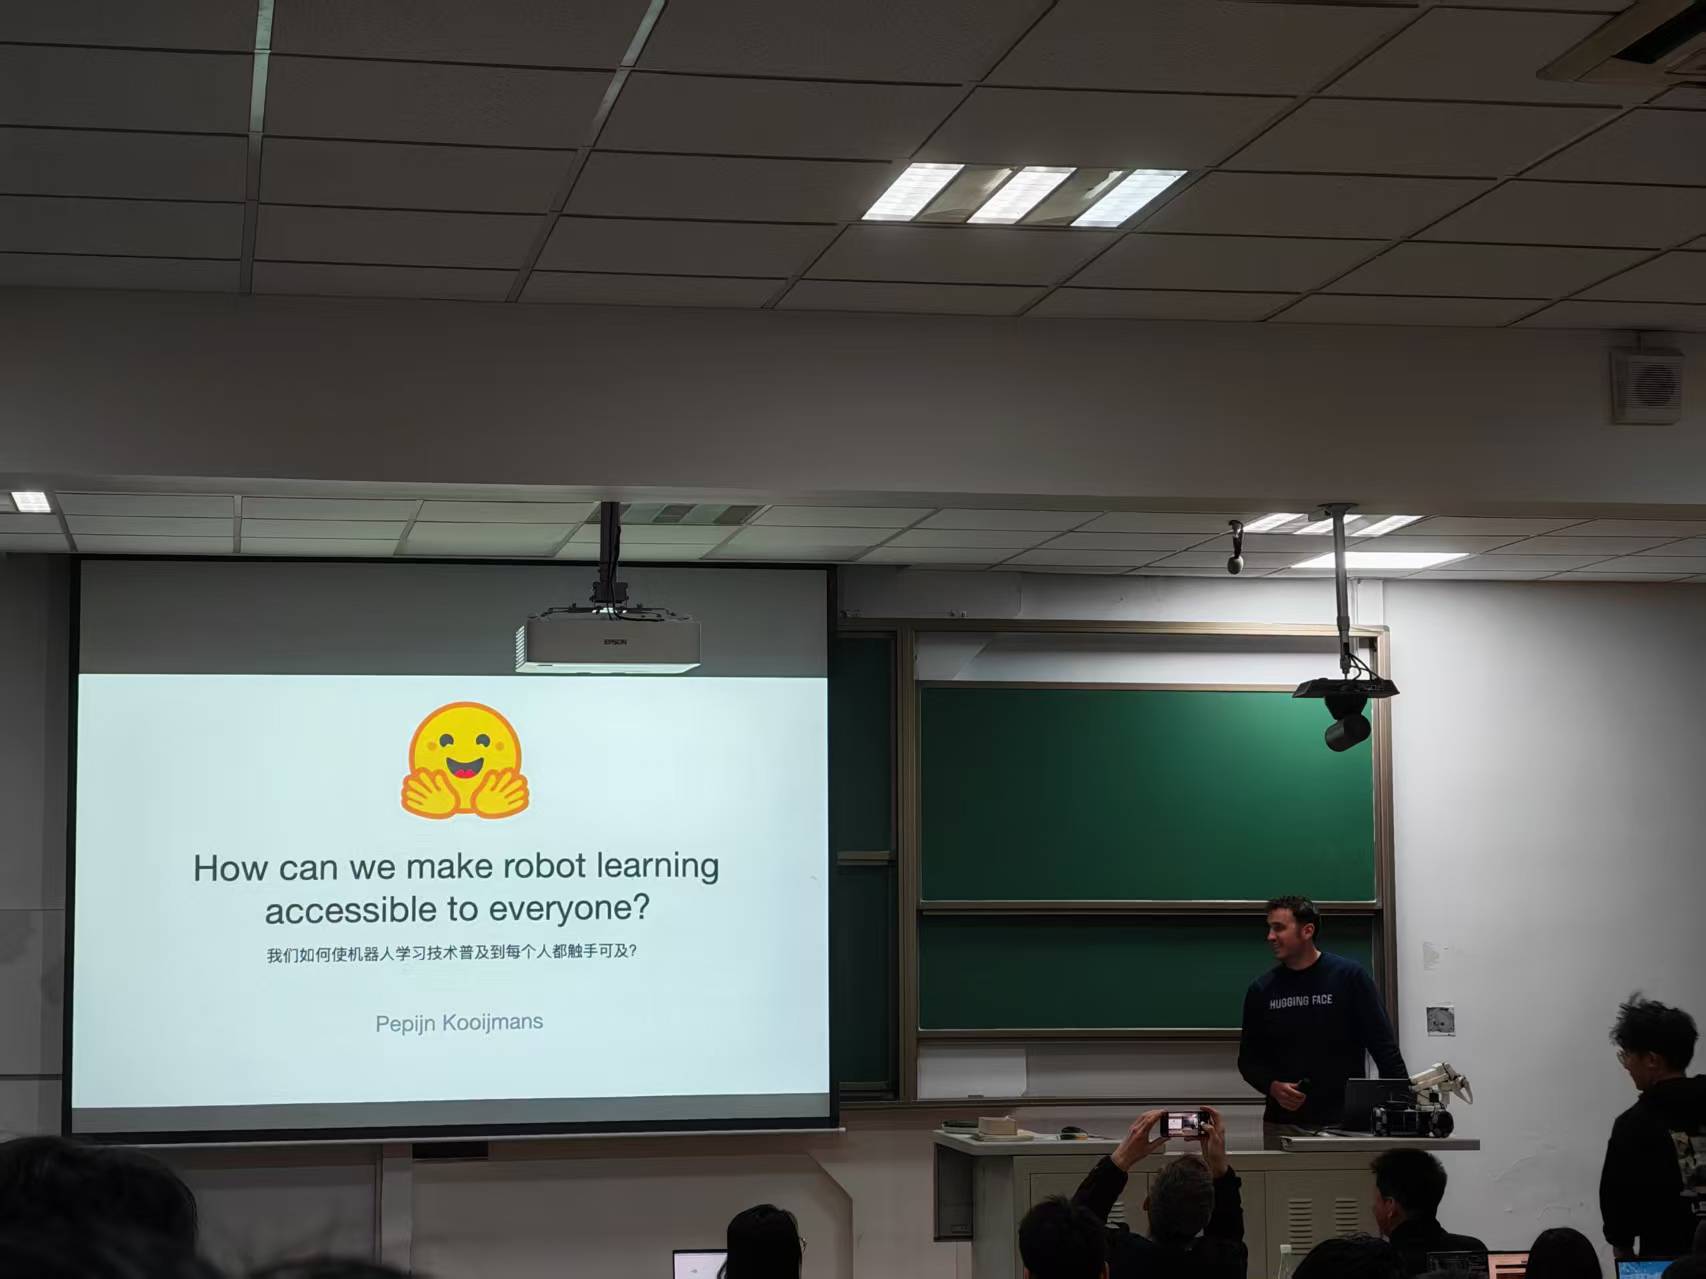 EPSON
How can we make robot learning
accessible to everyone?
我们如何使机器人学习技术普及到每个人都触手可及?
Pepijn Kooijmans
HUGGING FACE